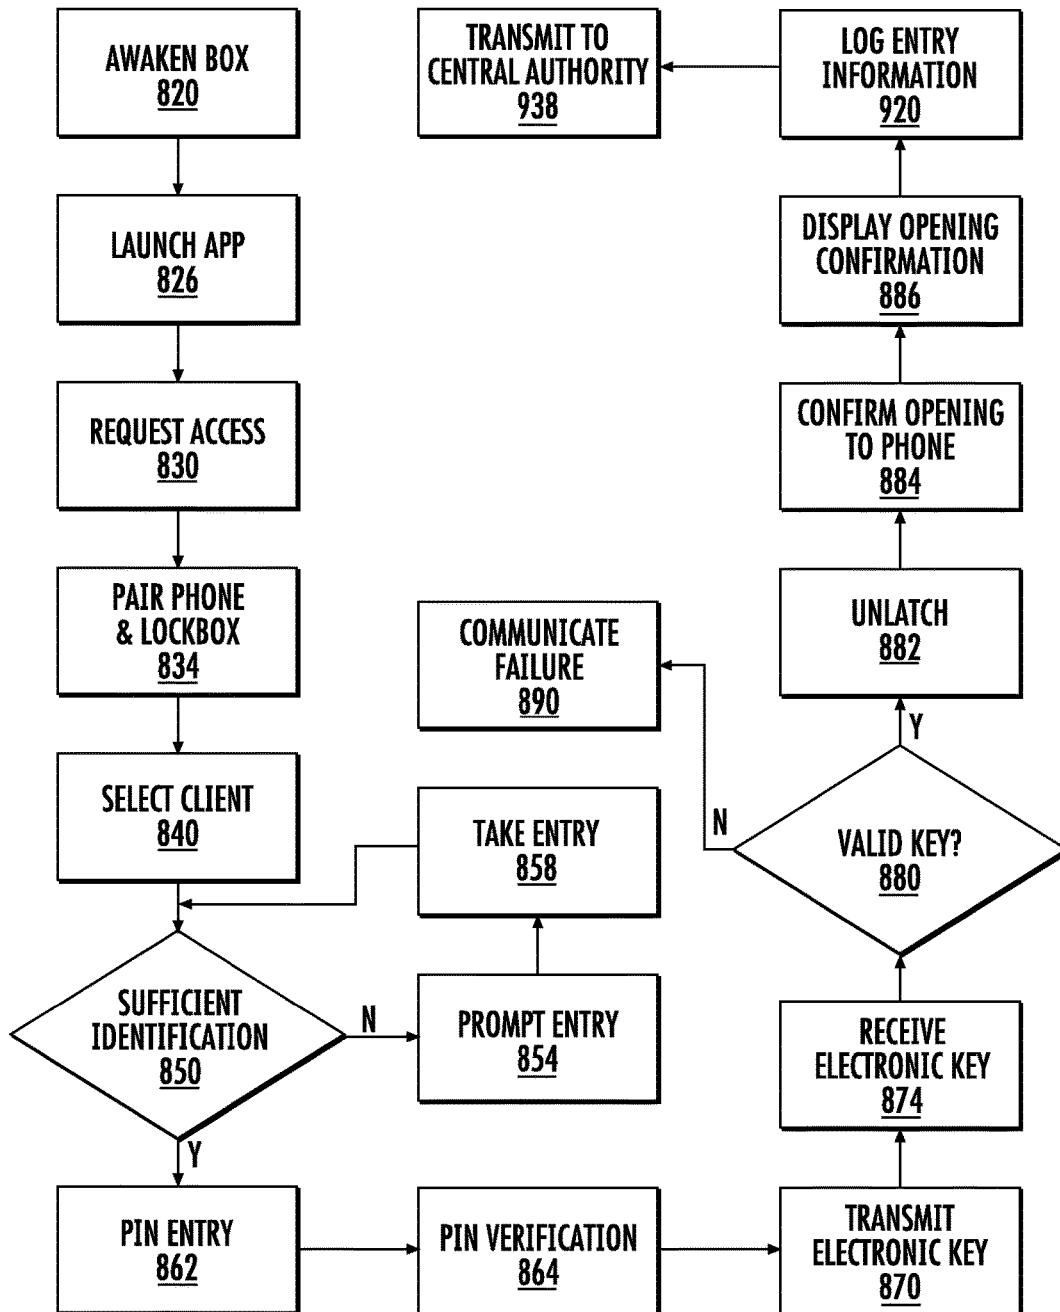 AWAKEN BOX
820
LAUNCH APP
826
REQUEST ACCESS
830
PAIR PHONE
& LOCKBOX
834
SELECT CLIENT
840
SUFFICIENT
IDENTIFICATION
850
N
Y
PROMPT ENTRY
854
TAKE ENTRY
858
PIN ENTRY
862
PIN VERIFICATION
864
TRANSMIT
ELECTRONIC KEY
870
RECEIVE
ELECTRONIC KEY
874
VALID KEY?
880
N
Y
COMMUNICATE
FAILURE
890
UNLATCH
882
CONFIRM OPENING
TO PHONE
884
DISPLAY OPENING
CONFIRMATION
886
LOG ENTRY
INFORMATION
920
TRANSMIT TO
CENTRAL AUTHORITY
938